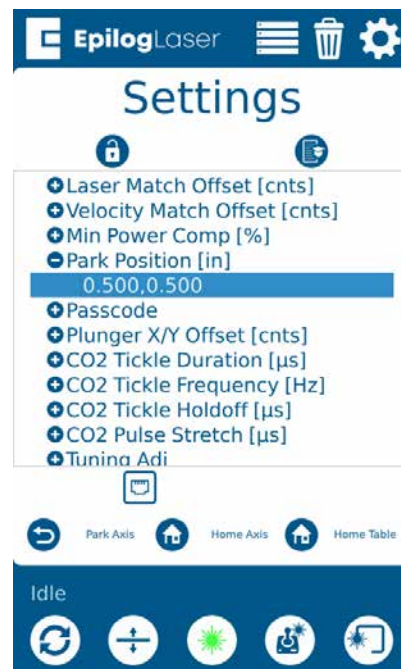 EpilogLaser
Settings
Laser Match Offset [cnts]
Velocity Match Offset [cnts]
Min Power Comp [%]
Park Position [in]
0.500,0.500
Passcode
Plunger X/Y Offset [cnts]
CO2 Tickle Duration [µs]
CO2 Tickle Frequency [Hz]
CO2 Tickle Holdoff [µs]
CO2 Pulse Stretch [µs]
Tuning Adj
Park Axis Home Axis Home Table
Idle